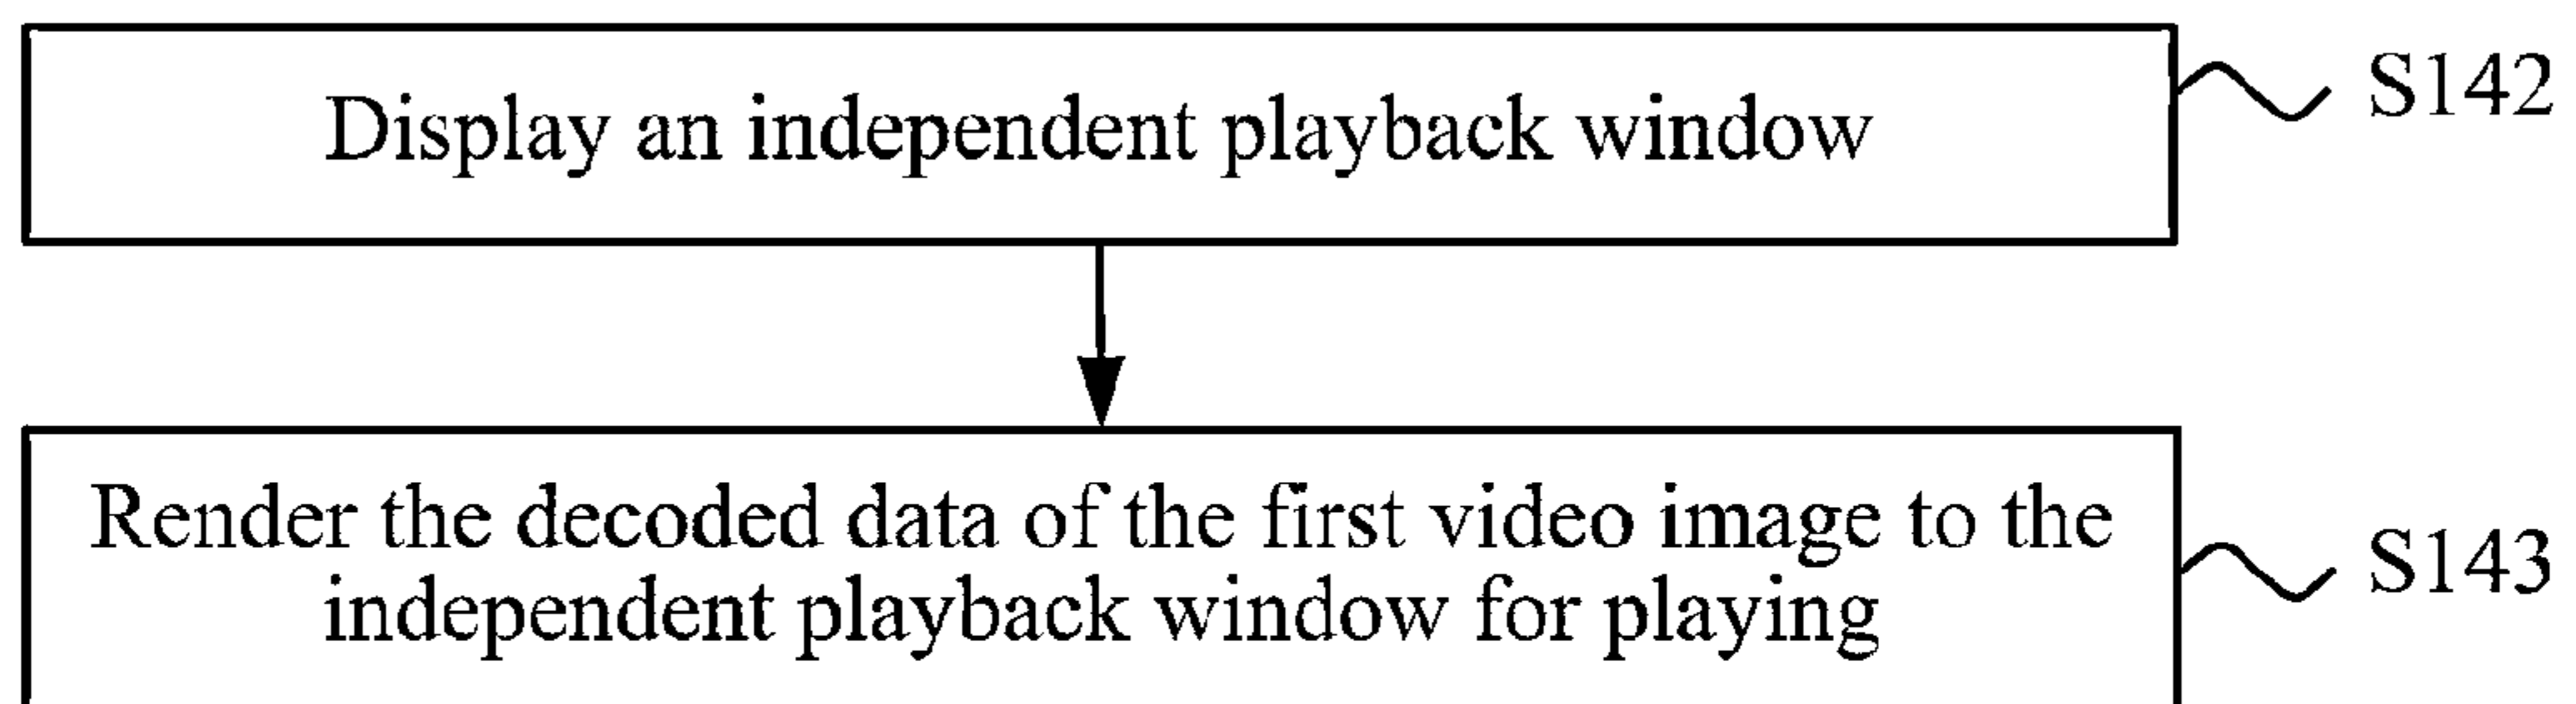 Display an independent playback window
S142
Render the decoded data of the first video image to the
independent playback window for playing
S143